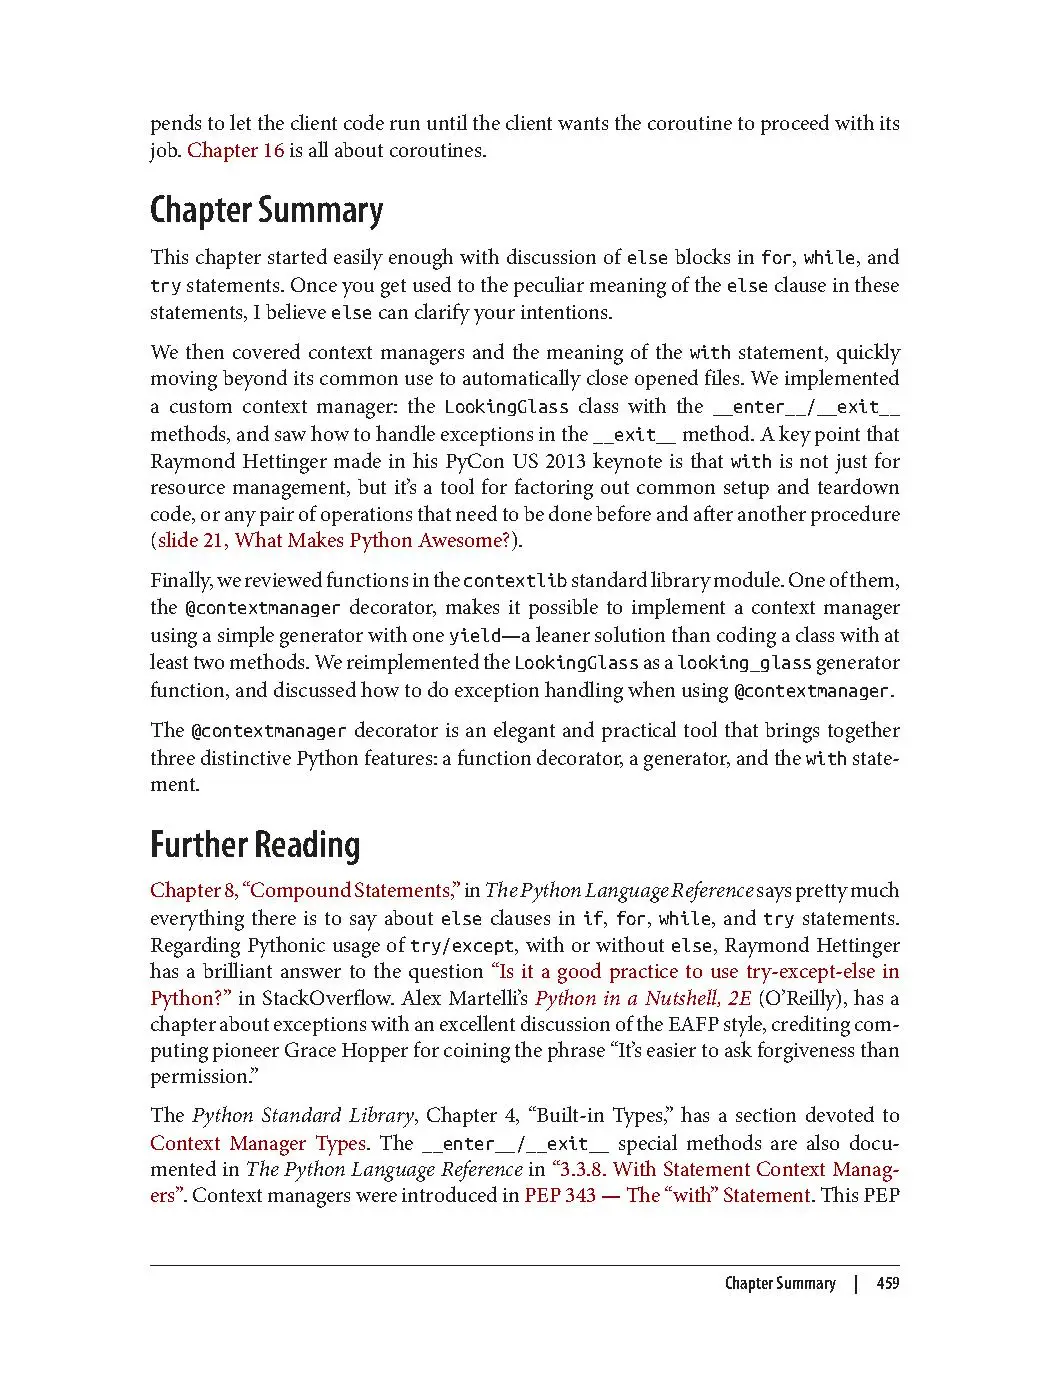 pends to let the client code run until the client wants the coroutine to proceed with its
job. Chapter 16 is all about coroutines.
Chapter Summary
This chapter started easily enough with discussion of else blocks in for, while, and
try statements. Once you get used to the peculiar meaning of the else clause in these
statements, I believe else can clarify your intentions.
We then covered context managers and the meaning of the with statement, quickly
moving beyond its common use to automatically close opened files. We implemented
a custom context manager: the LookingGlass class with the __enter__/__exit__
methods, and saw how to handle exceptions in the __exit__ method. A key point that
Raymond Hettinger made in his PyCon US 2013 keynote is that with is not just for
resource management, but it’s a tool for factoring out common setup and teardown
code, or any pair of operations that need to be done before and after another procedure
(slide 21, What Makes Python Awesome?).
Finally, we reviewed functions in the contextlib standard library module. One of them,
the @contextmanager decorator, makes it possible to implement a context manager
using a simple generator with one yield—a leaner solution than coding a class with at
least two methods. We reimplemented the LookingGlass as a looking_glass generator
function, and discussed how to do exception handling when using @contextmanager.
The @contextmanager decorator is an elegant and practical tool that brings together
three distinctive Python features: a function decorator, a generator, and the with state-
ment.
Further Reading
Chapter 8, “Compound Statements,” in The Python Language Reference says pretty much
everything there is to say about else clauses in if, for, while, and try statements.
Regarding Pythonic usage of try/except, with or without else, Raymond Hettinger
has a brilliant answer to the question “Is it a good practice to use try-except-else in
Python?” in StackOverflow. Alex Martelli’s Python in a Nutshell, 2E (O’Reilly), has a
chapter about exceptions with an excellent discussion of the EAFP style, crediting com-
puting pioneer Grace Hopper for coining the phrase “It’s easier to ask forgiveness than
permission.”
The Python Standard Library, Chapter 4, “Built-in Types,” has a section devoted to
Context Manager Types. The __enter__/__exit__ special methods are also docu-
mented in The Python Language Reference in “3.3.8. With Statement Context Manag-
ers”. Context managers were introduced in PEP 343 — The “with” Statement. This PEP
Chapter Summary | 459